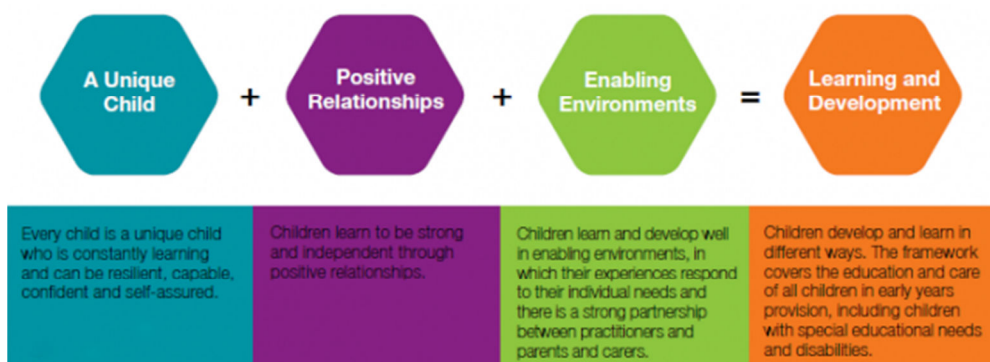 A Unique
Child
+
Positive
Relationships
+
Enabling
Environments
=
Learning and
Development
Every child is a unique child
who is constantly learning
and can be resilient, capable,
confident and self-assured.
Children learn to be strong
and independent through
positive relationships.
Children learn and develop well
in enabling environments, in
which their experiences respond
to their individual needs and
there is a strong partnership
between practitioners and
parents and carers.
Children develop and learn in
different ways. The framework
covers the education and care
of all children in early years
provision, including children
with special educational needs
and disabilities.